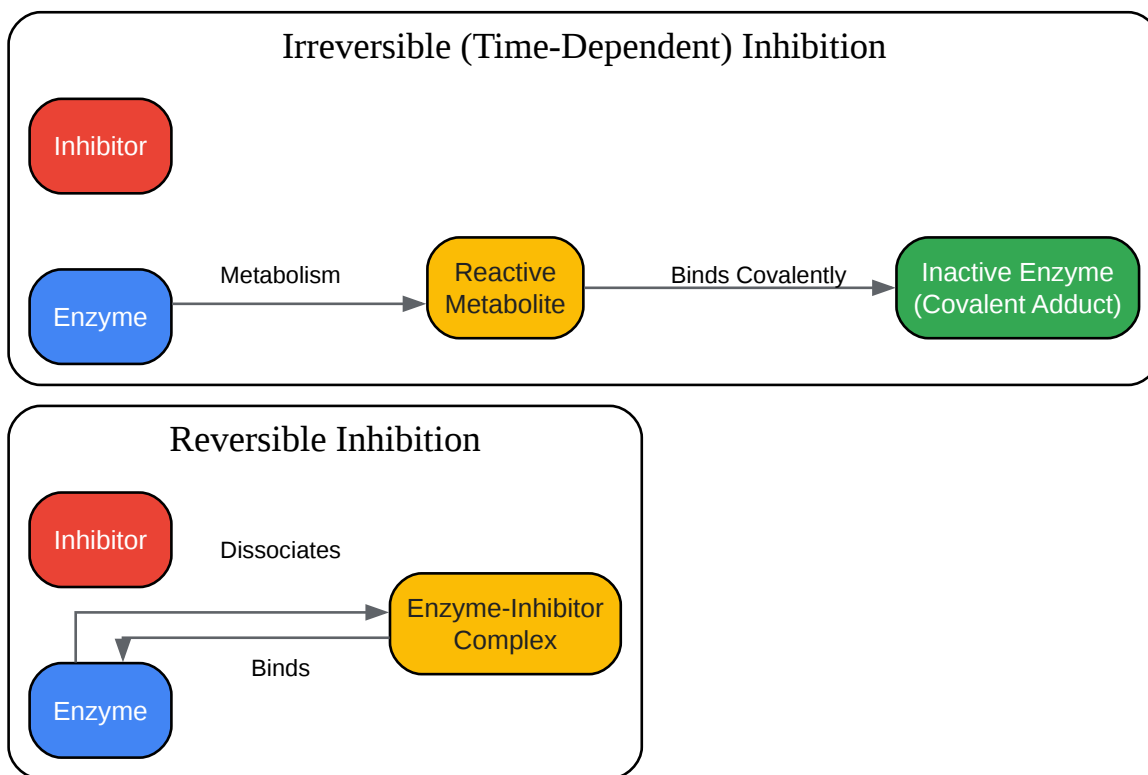 Irreversible (Time-Dependent) Inhibition
Inhibitor
Enzyme
Metabolism
Reactive
Metabolite
Binds Covalently
Inactive Enzyme
(Covalent Adduct)
Reversible Inhibition
Inhibitor
Dissociates
Enzyme-Inhibitor
Complex
Binds
Enzyme